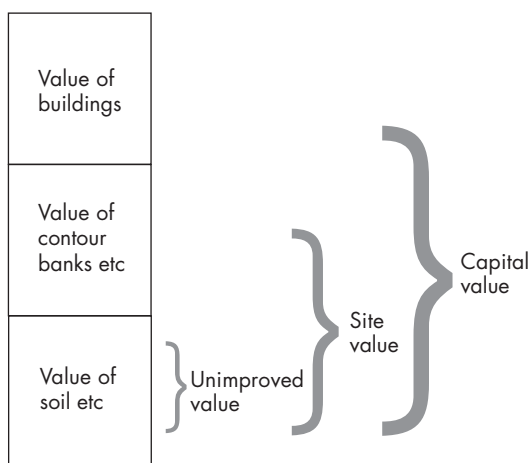 Value of
buildings
Value of
contour
banks etc
Value of
soil etc
Unimproved
value
Site
value
Capital
value